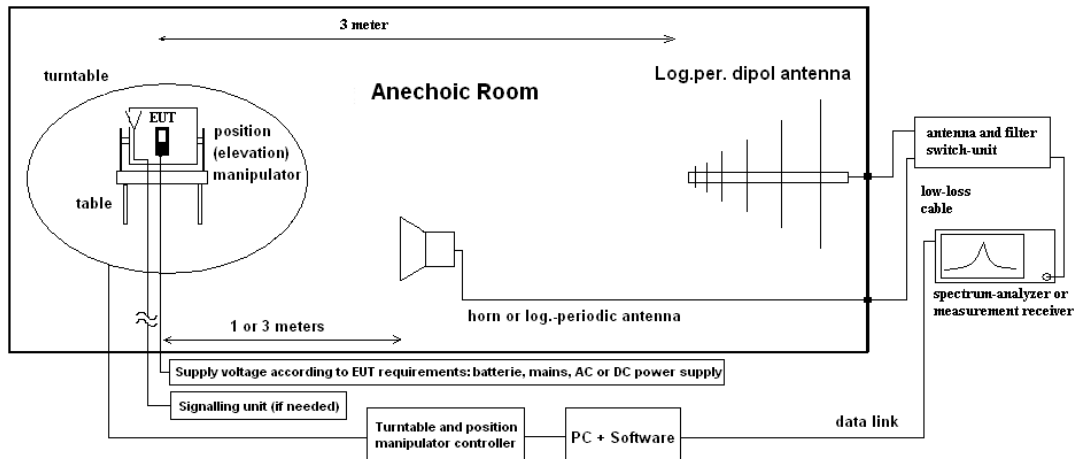 3 meter
turntable
Log.per. dipol antenna
Anechoic Room
EUT
position
(elevation)
manipulator
table
antenna and filter
switch-unit
low-loss
cable
spectrum-analyzer or
measurement receiver
horn or log.-periodic antenna
1 or 3 meters
Supply voltage according to EUT requirements: batterie, mains, AC or DC power supply
Signalling unit (if needed)
Turntable and position
manipulator controller
PC + Software
data link